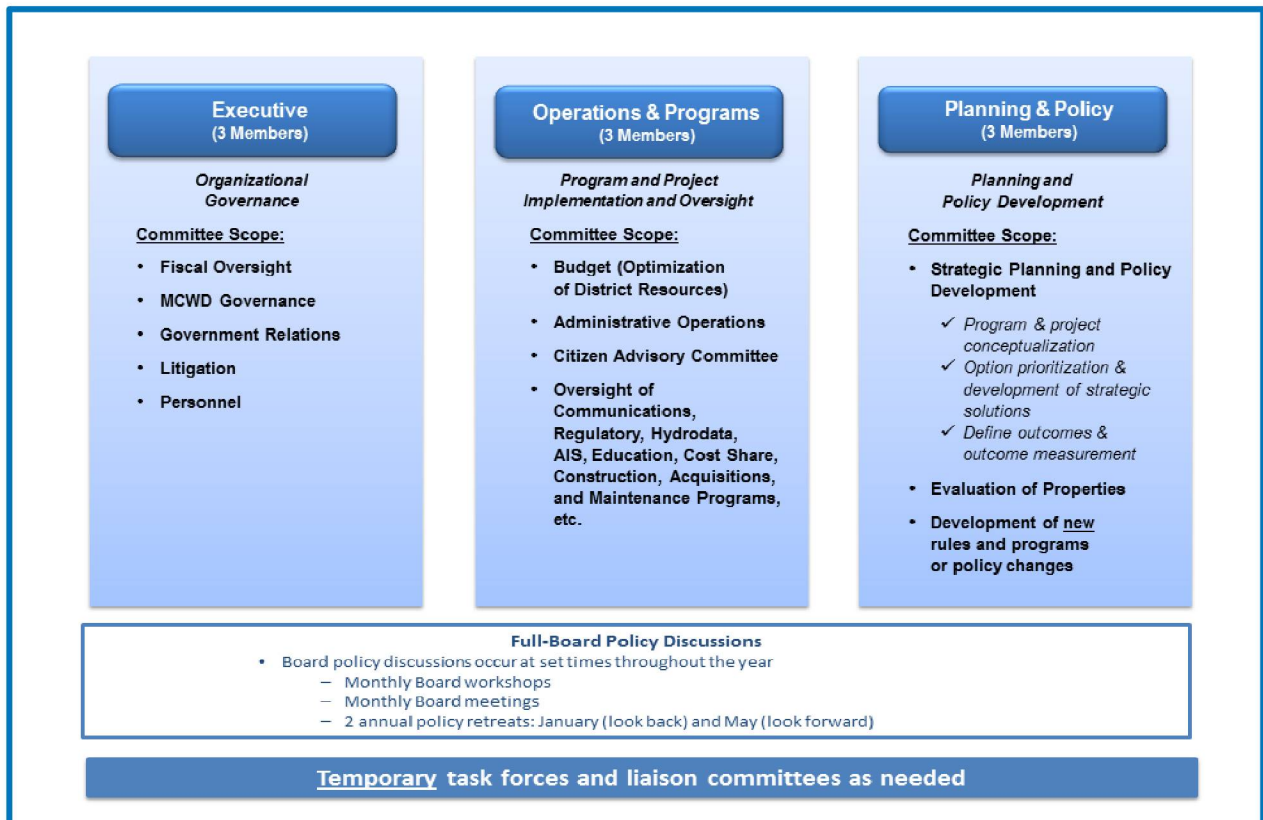 Executive
(3 Members)
Organizational
Governance
Committee Scope:
• Fiscal Oversight
• MCWD Governance
• Government Relations
• Litigation
• Personnel
Operations & Programs
(3 Members)
Program and Project
Implementation and Oversight
Committee Scope:
• Budget (Optimization
of District Resources)
• Administrative Operations
• Citizen Advisory Committee
• Oversight of
Communications,
Regulatory, Hydrodata,
AIS, Education, Cost Share,
Construction, Acquisitions,
and Maintenance Programs,
etc.
Planning & Policy
(3 Members)
Planning and
Policy Development
Committee Scope:
• Strategic Planning and Policy
Development
✓ Program & project
conceptualization
✓ Option prioritization &
development of strategic
solutions
✓ Define outcomes &
outcome measurement
• Evaluation of Properties
• Development of new
rules and programs
or policy changes
Full-Board Policy Discussions
• Board policy discussions occur at set times throughout the year
– Monthly Board workshops
– Monthly Board meetings
– 2 annual policy retreats: January (look back) and May (look forward)
Temporary task forces and liaison committees as needed